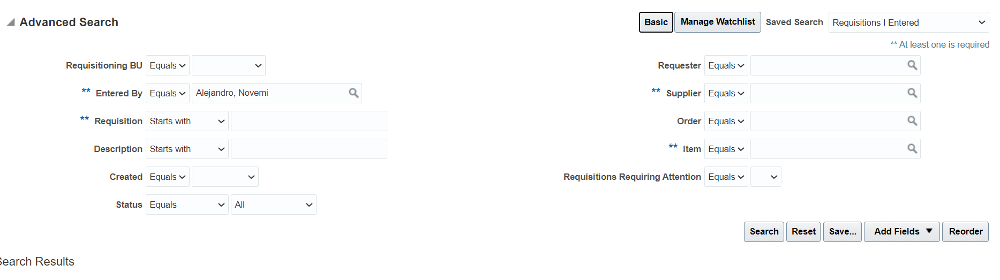 Advanced Search
Basic Manage Watchlist Saved Search Requisitions I Entered
** At least one is required
Requisitioning BU Equals
** Entered By Equals Alejandro, Novemi
** Requisition Starts with
Description Starts with
Created Equals
Status Equals All
Requester Equals
** Supplier Equals
Order Equals
** Item Equals
Requisitions Requiring Attention Equals
Search Reset Save... Add Fields Reorder
Search Results